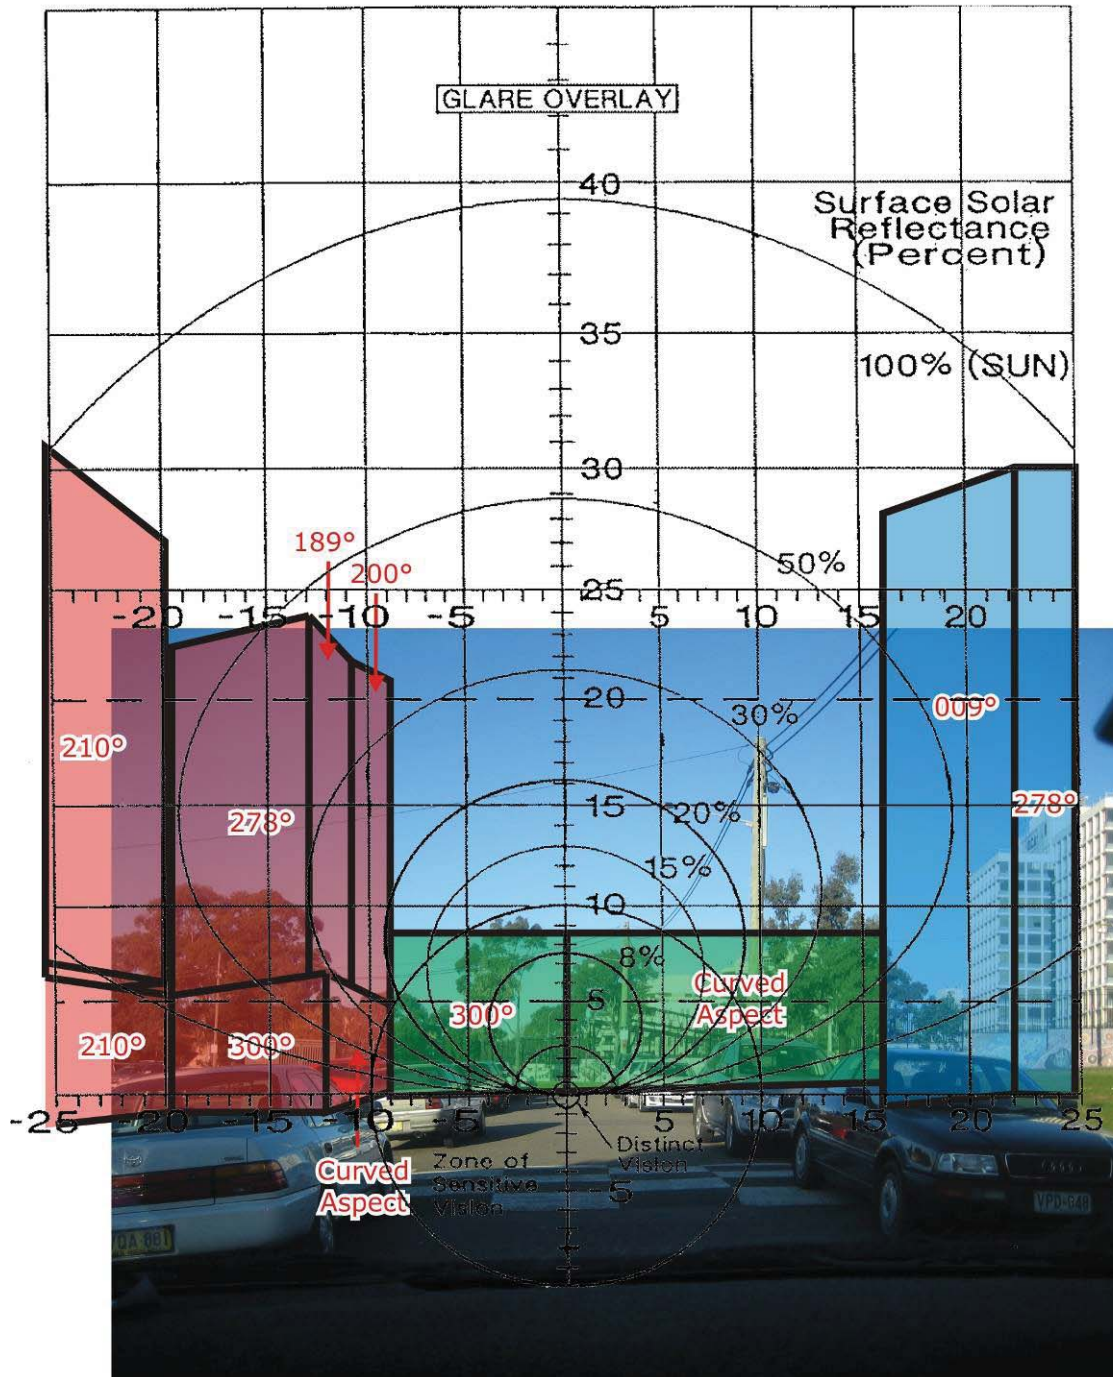 GLARE OVERLAY
40
Surface Solar
Reflectance
(Percent)
35
100% (SUN)
30
189°
50%
200°
25
-20 -15 -10 -5 5 10 15 20
20
30%
009°
210°
15
20%
278°
278°
15%
10
8%
Curved
Aspect
300°
5
210°
300°
-25 -20 -15 -10 -5 5 10 15 20 25
Distinct
Vision
Zone of
Sensitive
Vision
Curved
Aspect
-5
VPD-648